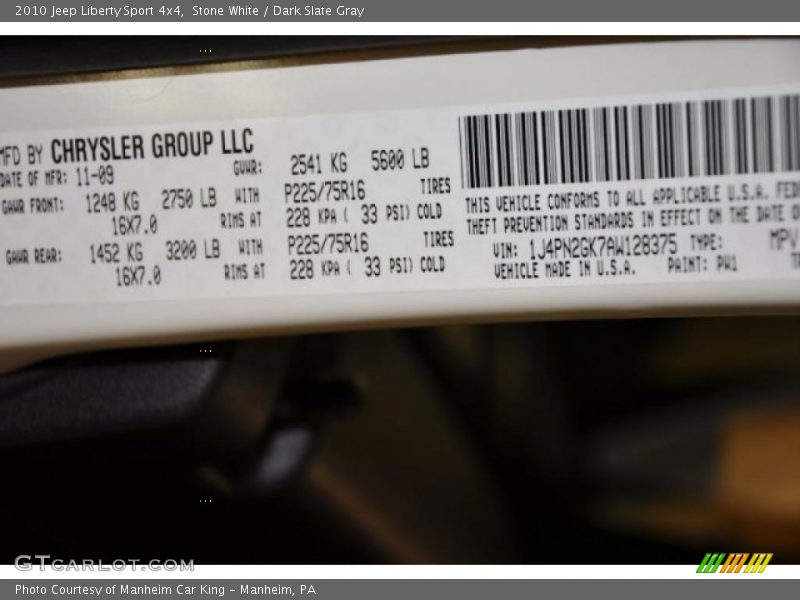 2010 Jeep Liberty Sport 4x4,  Stone White / Dark Slate Gray
MFD BY CHRYSLER GROUP LLC
DATE OF MFR: 11-09 GVWR: 2541 KG 5600 LB
GAWR FRONT: 1248 KG 2750 LB WITH P225/75R16 TIRES
16X7.0 RIMS AT 228 KPA ( 33 PSI) COLD
GAWR REAR: 1452 KG 3200 LB WITH P225/75R16 TIRES
16X7.0 RIMS AT 228 KPA ( 33 PSI) COLD
THIS VEHICLE CONFORMS TO ALL APPLICABLE U.S.A. FED
THEFT PREVENTION STANDARDS IN EFFECT ON THE DATE O
VIN: 1J4PN2GK7AW128375 TYPE: MPV
VEHICLE MADE IN U.S.A. PAINT: PW1
GTCARLOT.COM
Photo Courtesy of Manheim Car King – Manheim, PA